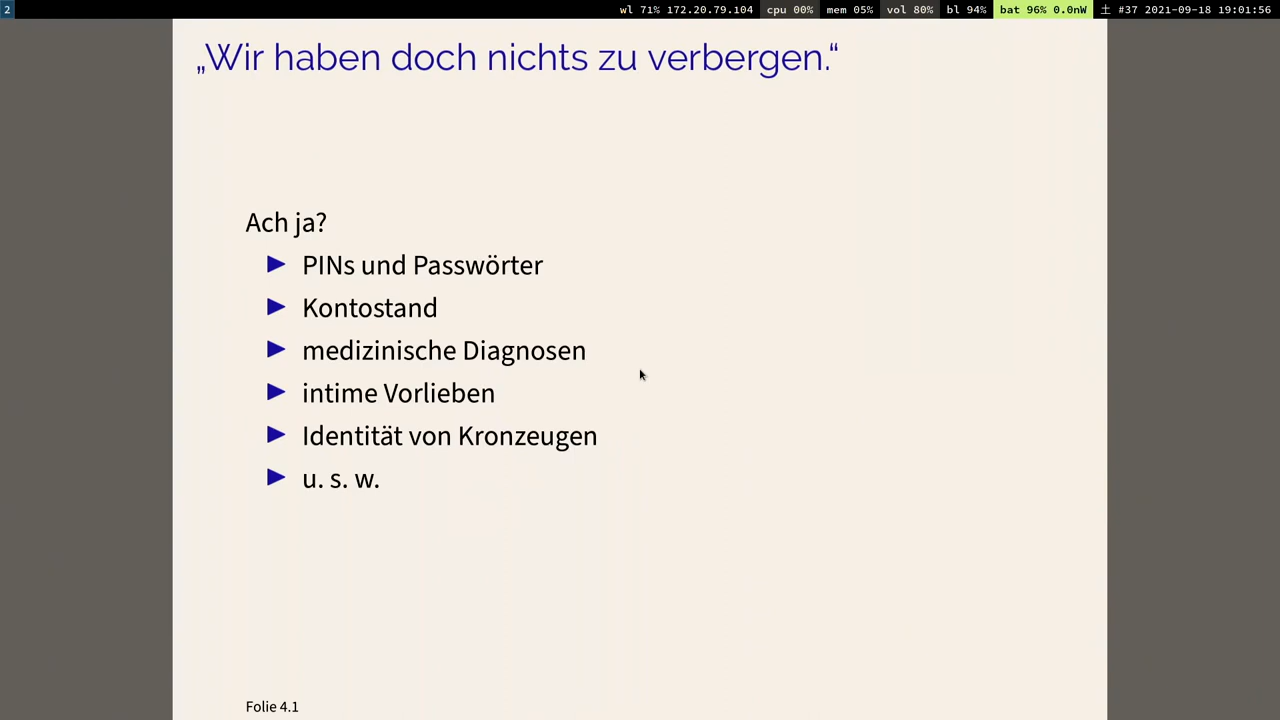 2 wl 71% 172.20.79.104 cpu 00% mem 05% vol 80% bl 94% bat 96% 0.0nW 土 #37 2021-09-18 19:01:56
„Wir haben doch nichts zu verbergen.“
Ach ja?
PINs und Passwörter
Kontostand
medizinische Diagnosen
intime Vorlieben
Identität von Kronzeugen
u. s. w.
Folie 4.1